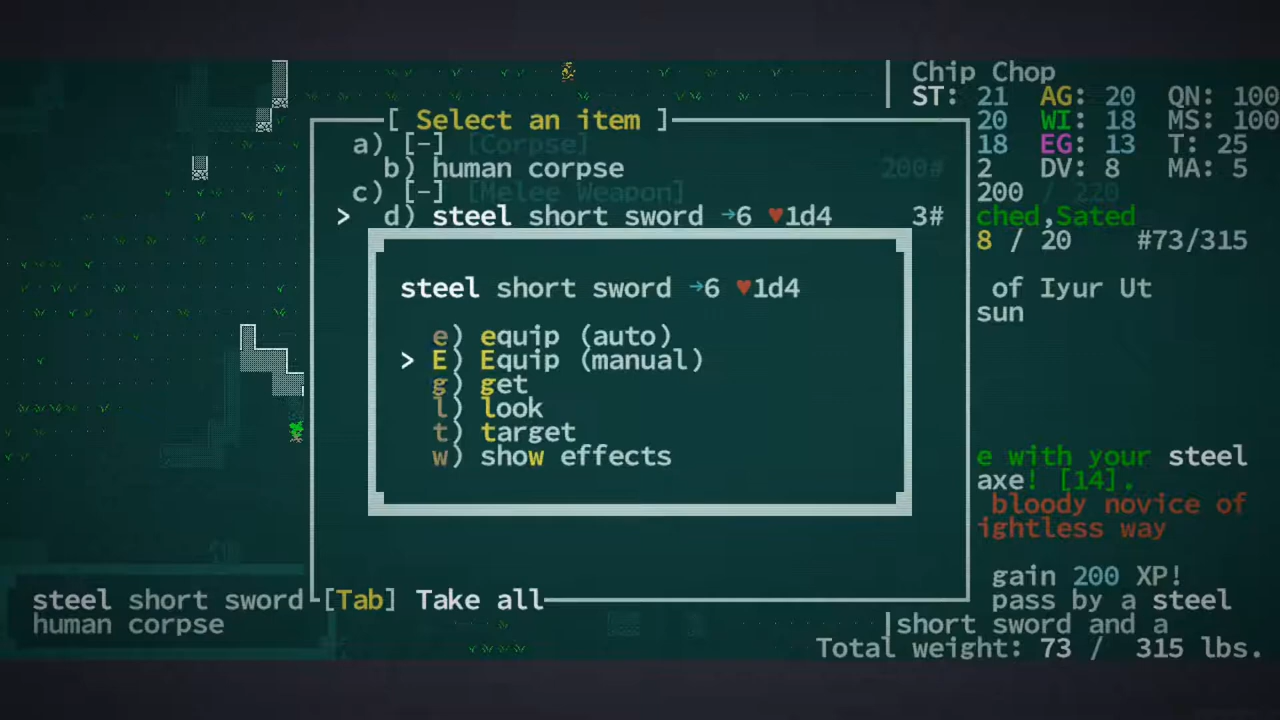 Chip Chop
ST: 21 AG: 20 QN: 100
20 WI: 18 MS: 100
18 EG: 13 T: 25
2 DV: 8 MA: 5
200 / 220
ched,Sated
8 / 20 #73/315
of Iyur Ut
sun
e with your steel
axe! [14].
bloody novice of
ightless way
gain 200 XP!
pass by a steel
short sword and a
Total weight: 73 / 315 lbs.
[ Select an item ]
a) [-] [Corpse]
b) human corpse 200#
c) [-] [Melee Weapon]
> d) steel short sword →6 ♥1d4 3#
steel short sword →6 ♥1d4
e) equip (auto)
> E) Equip (manual)
g) get
l) look
t) target
w) show effects
[Tab] Take all
steel short sword
human corpse